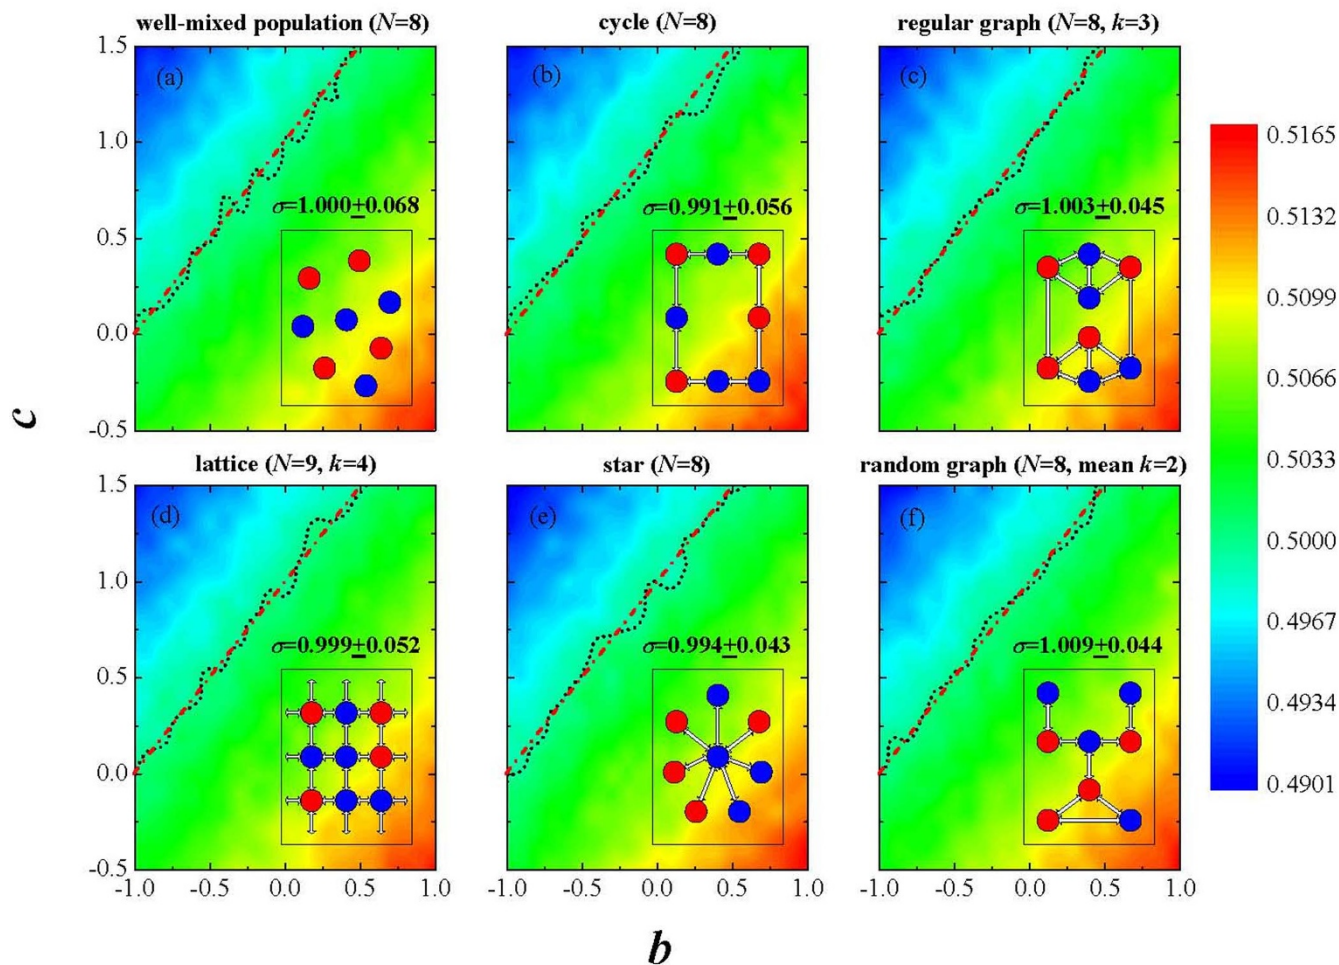 well-mixed population (N=8)
cycle (N=8)
regular graph (N=8, k=3)
(a)
(b)
(c)
1.5
1.0
0.5
0.0
-0.5
σ=1.000±0.068
σ=0.991±0.056
σ=1.003±0.045
lattice (N=9, k=4)
star (N=8)
random graph (N=8, mean k=2)
(d)
(e)
(f)
1.5
1.0
0.5
0.0
-0.5
σ=0.999±0.052
σ=0.994±0.043
σ=1.009±0.044
-1.0 -0.5 0.0 0.5 1.0
-1.0 -0.5 0.0 0.5 1.0
-1.0 -0.5 0.0 0.5 1.0
c
b
0.5165
0.5132
0.5099
0.5066
0.5033
0.5000
0.4967
0.4934
0.4901